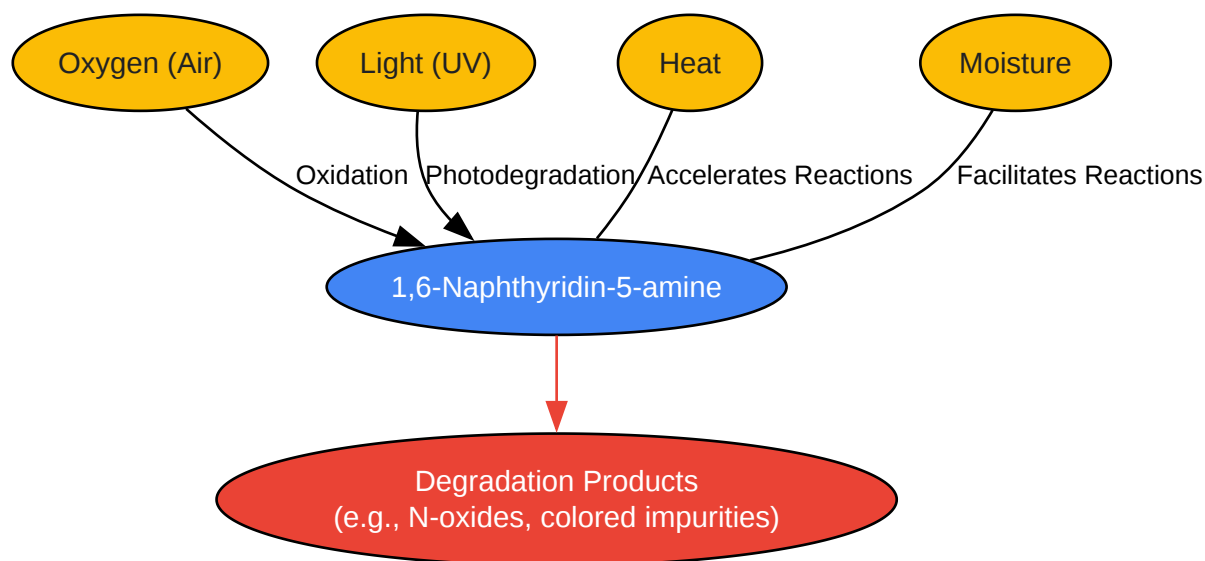 Oxygen (Air)
Light (UV)
Heat
Moisture
Oxidation
Photodegradation
Accelerates Reactions
Facilitates Reactions
1,6-Naphthyridin-5-amine
Degradation Products
(e.g., N-oxides, colored impurities)